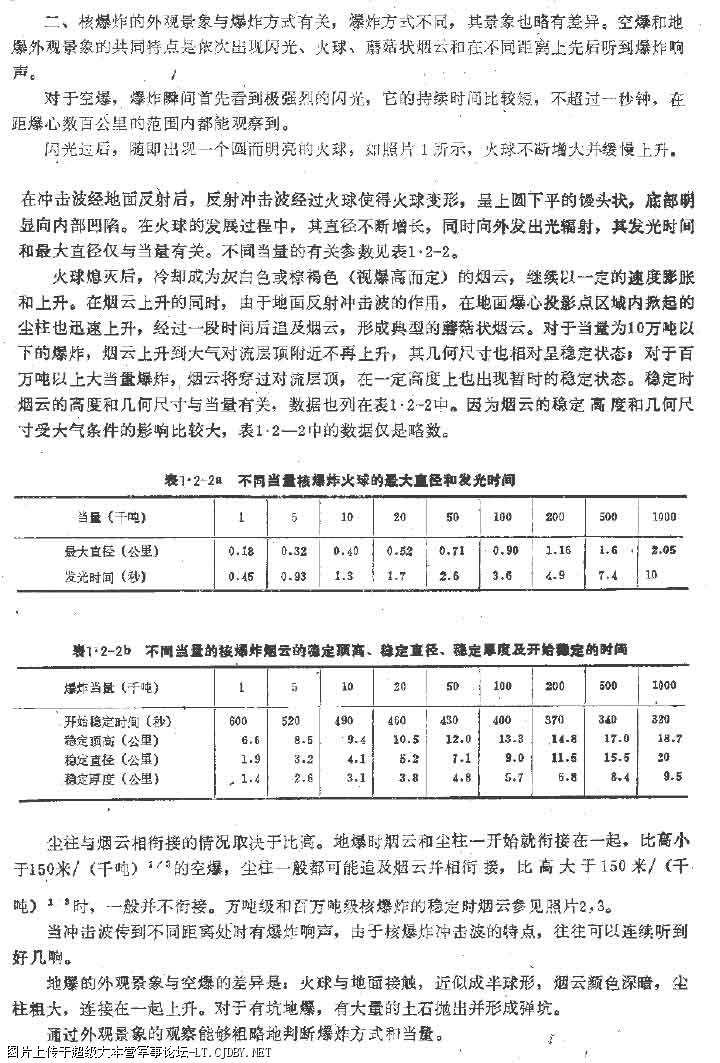 二、核爆炸的外观景象与爆炸方式有关，爆炸方式不同，其景象也略有差异。空爆和地
爆外观景象的共同特点是依次出现闪光、火球、蘑菇状烟云和在不同距离上先后听到爆炸响
声。
对于空爆，爆炸瞬间首先看到极强烈的闪光，它的持续时间比较短，不超过一秒钟，在
距爆心数百公里的范围内都能观察到。
闪光过后，随即出现一个圆而明亮的火球，如照片1所示，火球不断增大并缓慢上升。
在冲击波经地面反射后，反射冲击波经过火球使得火球变形，呈上圆下平的馒头状，底部明
显向内部凹陷。在火球的发展过程中，其直径不断增长，同时向外发出光辐射，其发光时间
和最大直径仅与当量有关。不同当量的有关参数见表1·2-2。
火球熄灭后，冷却成为灰白色或棕褐色（视爆高而定）的烟云，继续以一定的速度膨胀
和上升。在烟云上升的同时，由于地面反射冲击波的作用，在地面爆心投影点区域内掀起的
尘柱也迅速上升，经过一段时间后追及烟云，形成典型的蘑菇状烟云。对于当量为10万吨以
下的爆炸，烟云上升到大气对流层顶附近不再上升，其几何尺寸也相对呈稳定状态；对于百
万吨以上大当量爆炸，烟云将穿过对流层顶，在一定高度上也出现暂时的稳定状态。稳定时
烟云的高度和几何尺寸与当量有关，数据也列在表1·2-2中。因为烟云的稳定高度和几何尺
寸受大气条件的影响比较大，表1·2—2中的数据仅是略数。
表1·2-2a 不同当量核爆炸火球的最大直径和发光时间
当量（千吨） 1 5 10 20 50 100 200 500 1000
最大直径（公里） 0.18 0.32 0.40 0.52 0.71 0.90 1.16 1.6 2.05
发光时间（秒） 0.45 0.93 1.3 1.7 2.6 3.6 4.9 7.4 10
表1·2-2b 不同当量的核爆炸烟云的稳定顶高、稳定直径、稳定厚度及开始稳定的时间
爆炸当量（千吨） 1 5 10 20 50 100 200 500 1000
开始稳定时间（秒） 600 520 490 460 430 400 370 340 320
稳定顶高（公里） 6.6 8.5 9.4 10.5 12.0 13.3 14.8 17.0 18.7
稳定直径（公里） 1.9 3.2 4.1 5.2 7.1 9.0 11.6 15.5 20
稳定厚度（公里） 1.4 2.6 3.1 3.8 4.8 5.7 6.8 8.4 9.5
尘柱与烟云相衔接的情况取决于比高。地爆时烟云和尘柱一开始就衔接在一起，比高小
于150米/（千吨）1/3的空爆，尘柱一般都可能追及烟云并相衔接，比高大于150米/（千
吨）1 3时，一般并不衔接。万吨级和百万吨级核爆炸的稳定时烟云参见照片2，3。
当冲击波传到不同距离处时有爆炸响声，由于核爆炸冲击波的特点，往往可以连续听到
好几响。
地爆的外观景象与空爆的差异是：火球与地面接触，近似成半球形，烟云颜色深暗，尘
柱粗大，连接在一起上升。对于有坑地爆，有大量的土石抛出并形成弹坑。
通过外观景象的观察能够粗略地判断爆炸方式和当量。
图片上传于超级大本营军事论坛-LT.CJDBY.NET